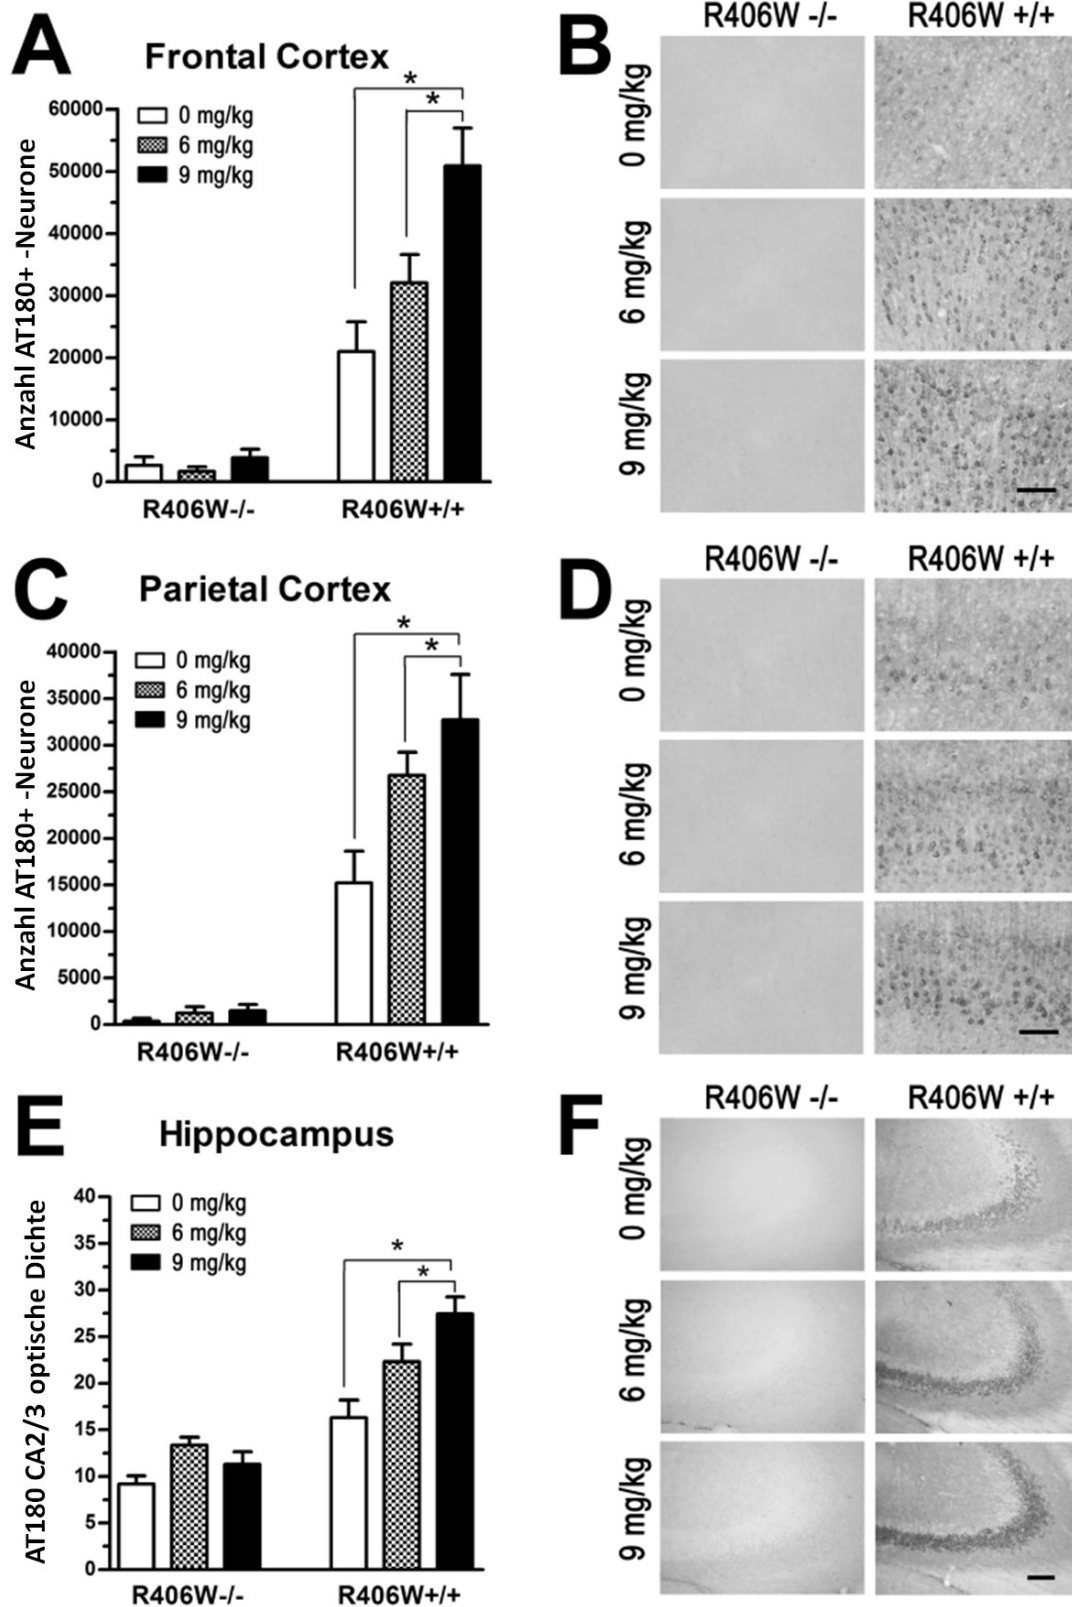 A
Frontal Cortex
*
*
0 mg/kg
6 mg/kg
9 mg/kg
Anzahl AT180+ -Neurone
60000
50000
40000
30000
20000
10000
0
R406W-/-
R406W+/+
B
R406W -/-
R406W +/+
0 mg/kg
6 mg/kg
9 mg/kg
C
Parietal Cortex
*
*
0 mg/kg
6 mg/kg
9 mg/kg
Anzahl AT180+ -Neurone
40000
35000
30000
25000
20000
15000
10000
5000
0
R406W-/-
R406W+/+
D
R406W -/-
R406W +/+
0 mg/kg
6 mg/kg
9 mg/kg
E
Hippocampus
*
*
0 mg/kg
6 mg/kg
9 mg/kg
AT180 CA2/3 optische Dichte
40
35
30
25
20
15
10
5
0
R406W-/-
R406W+/+
F
R406W -/-
R406W +/+
0 mg/kg
6 mg/kg
9 mg/kg